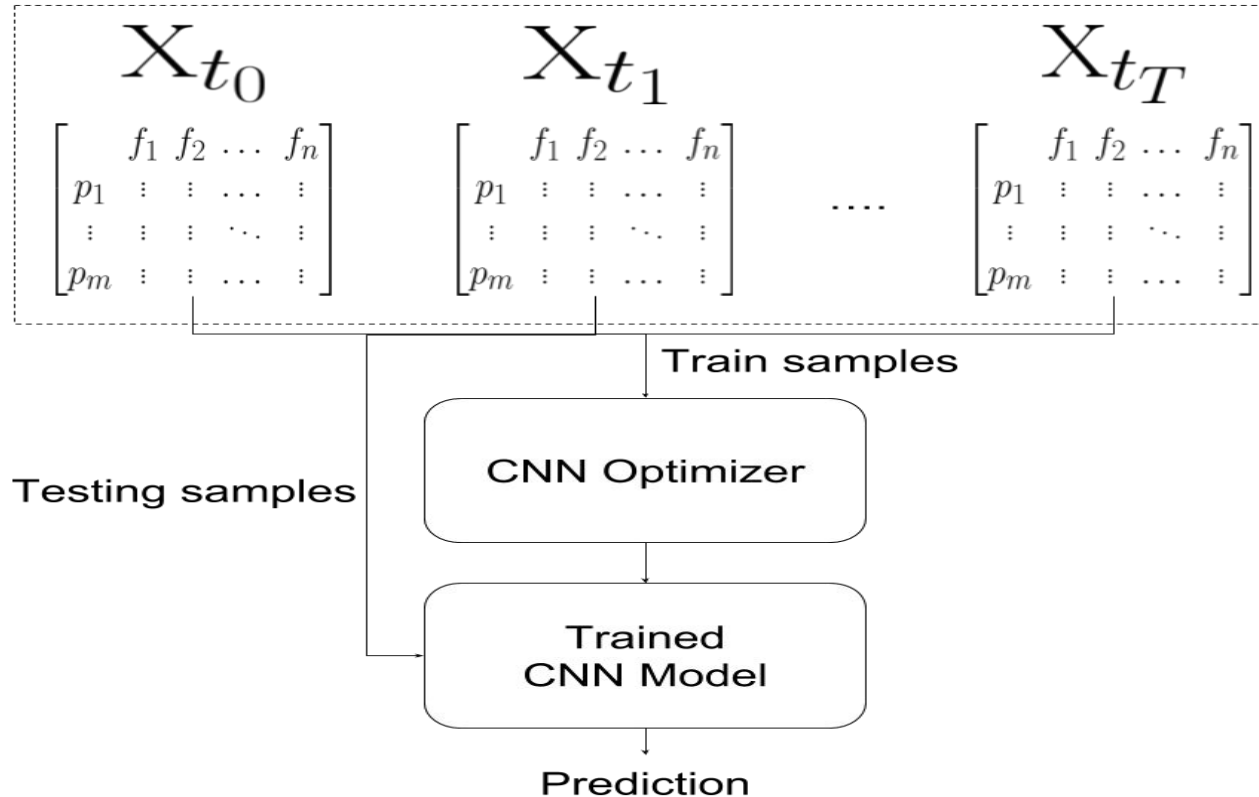 X_{t_0} X_{t_1} X_{t_T}
f_1 f_2 … f_n f_1 f_2 … f_n f_1 f_2 … f_n
p_1 ⋮ ⋮ … ⋮ p_1 ⋮ ⋮ … ⋮ …. p_1 ⋮ ⋮ … ⋮
⋮ ⋮ ⋮ ⋱ ⋮ ⋮ ⋮ ⋮ ⋱ ⋮ ⋮ ⋮ ⋮ ⋱ ⋮
p_m ⋮ ⋮ … ⋮ p_m ⋮ ⋮ … ⋮ p_m ⋮ ⋮ … ⋮
Train samples
CNN Optimizer
Testing samples
Trained
CNN Model
Prediction